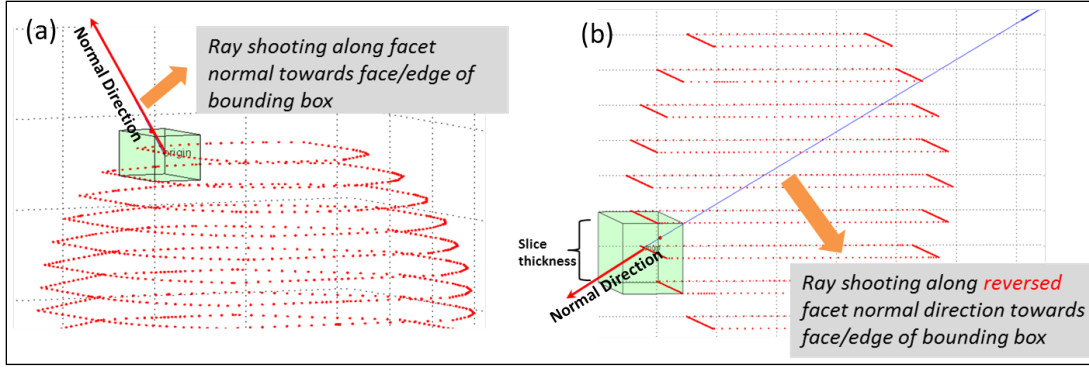 (a)
Normal Direction
Ray shooting along facet
normal towards face/edge of
bounding box
origin
(b)
Slice
thickness
Normal Direction
Ray shooting along reversed
facet normal direction towards
face/edge of bounding box